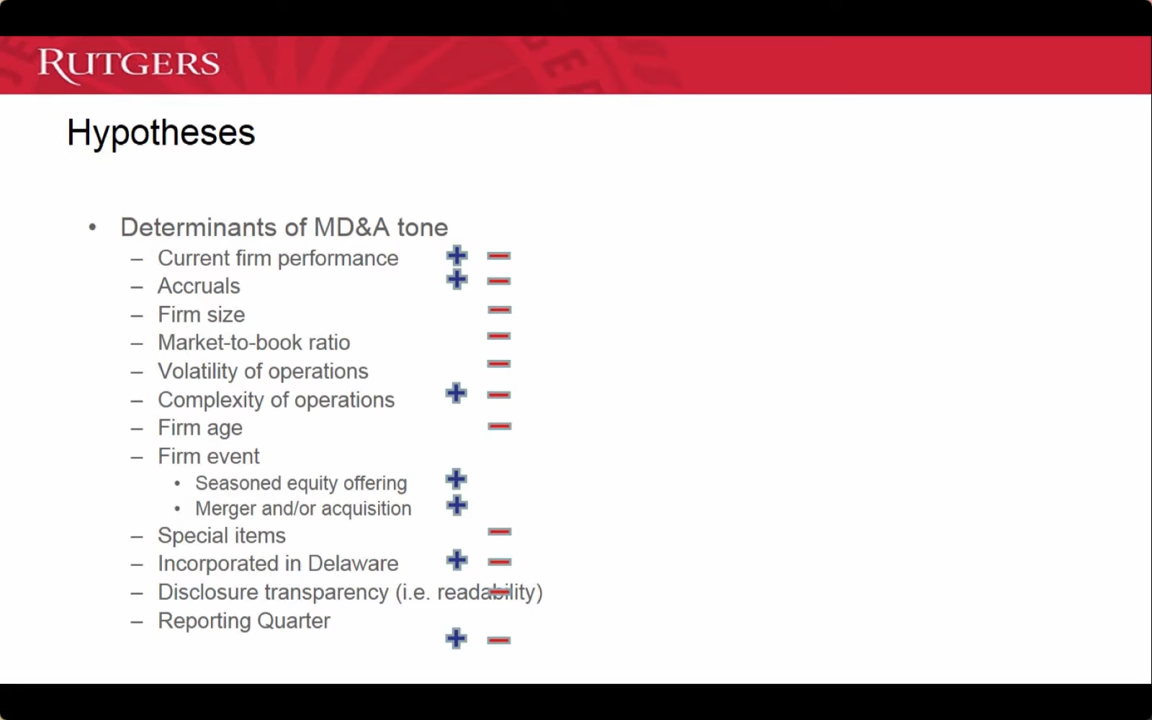 RUTGERS
Hypotheses
• Determinants of MD&A tone
– Current firm performance + –
– Accruals + –
– Firm size –
– Market-to-book ratio –
– Volatility of operations –
– Complexity of operations + –
– Firm age –
– Firm event
• Seasoned equity offering +
• Merger and/or acquisition +
– Special items –
– Incorporated in Delaware + –
– Disclosure transparency (i.e. readability) –
– Reporting Quarter + –